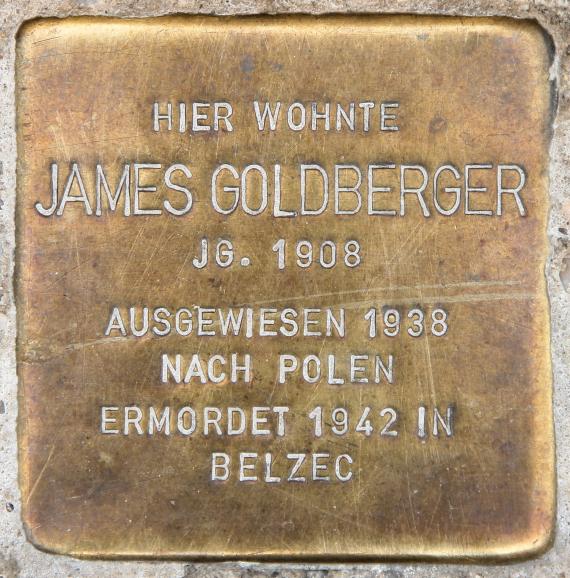 HIER WOHNTE
JAMES GOLDBERGER
JG. 1908
AUSGEWIESEN 1938
NACH POLEN
ERMORDET 1942 IN
BELZEC